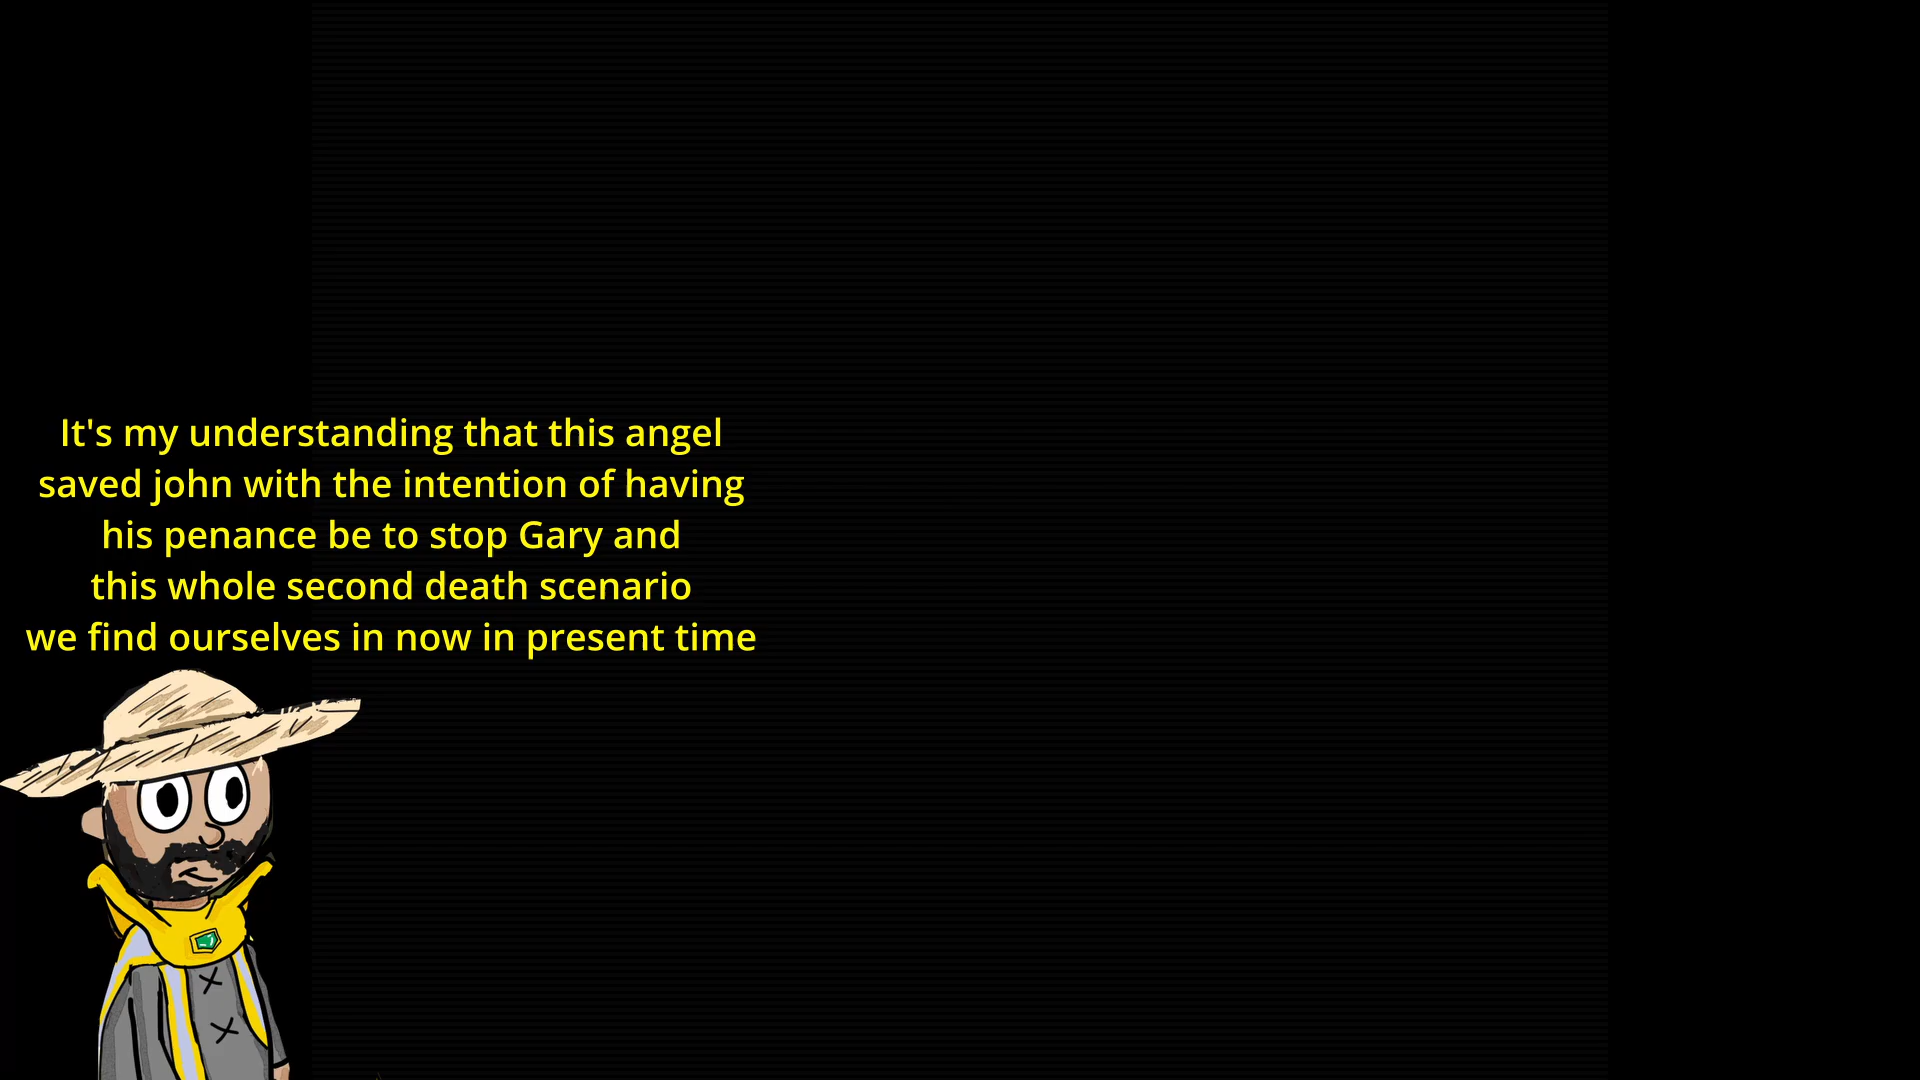 It's my understanding that this angel
saved john with the intention of having
his penance be to stop Gary and
this whole second death scenario
we find ourselves in now in present time